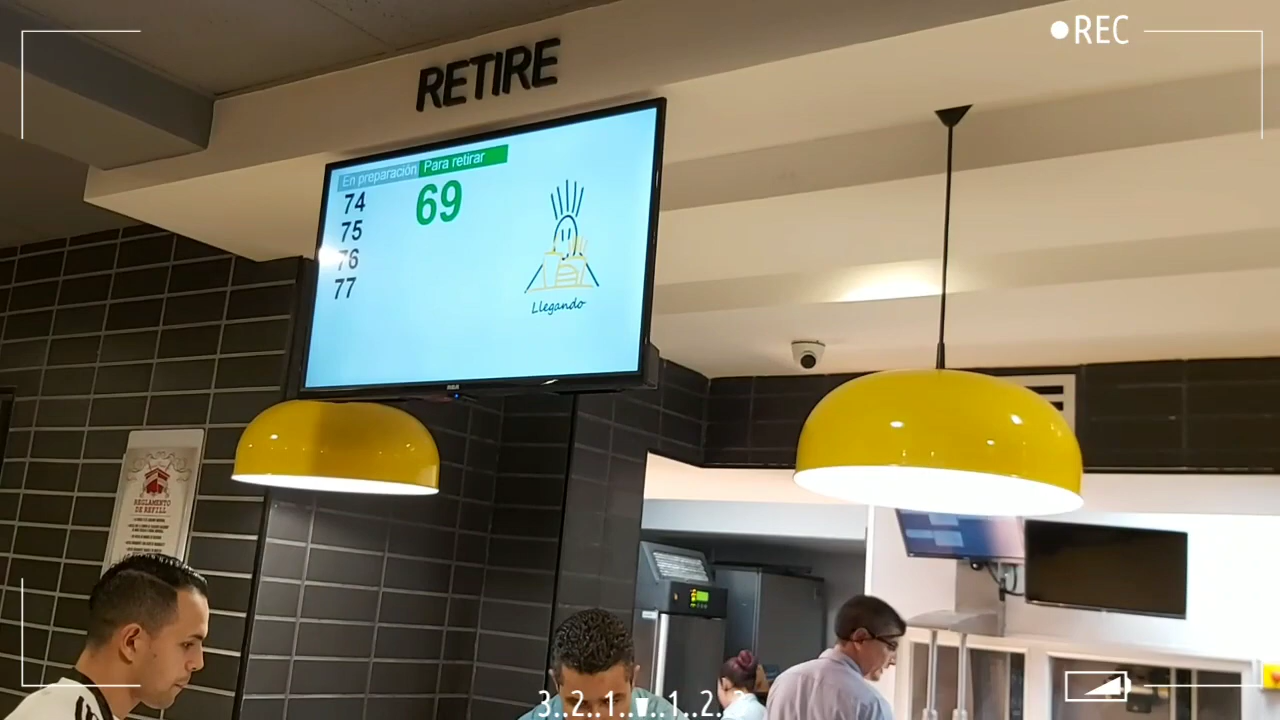 REC
RETIRE
En preparación Para retirar
74 69
75
76
77
Llegando
RCA
REGLAMENTO
DE REFILL
3..2..1.. ..1..2..